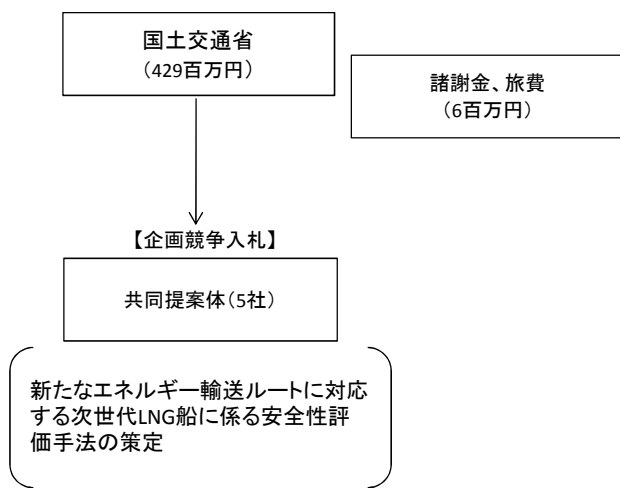 国土交通省
（429百万円）
諸謝金、旅費
（6百万円）
【企画競争入札】
共同提案体（5社）
新たなエネルギー輸送ルートに対応
する次世代LNG船に係る安全性評
価手法の策定